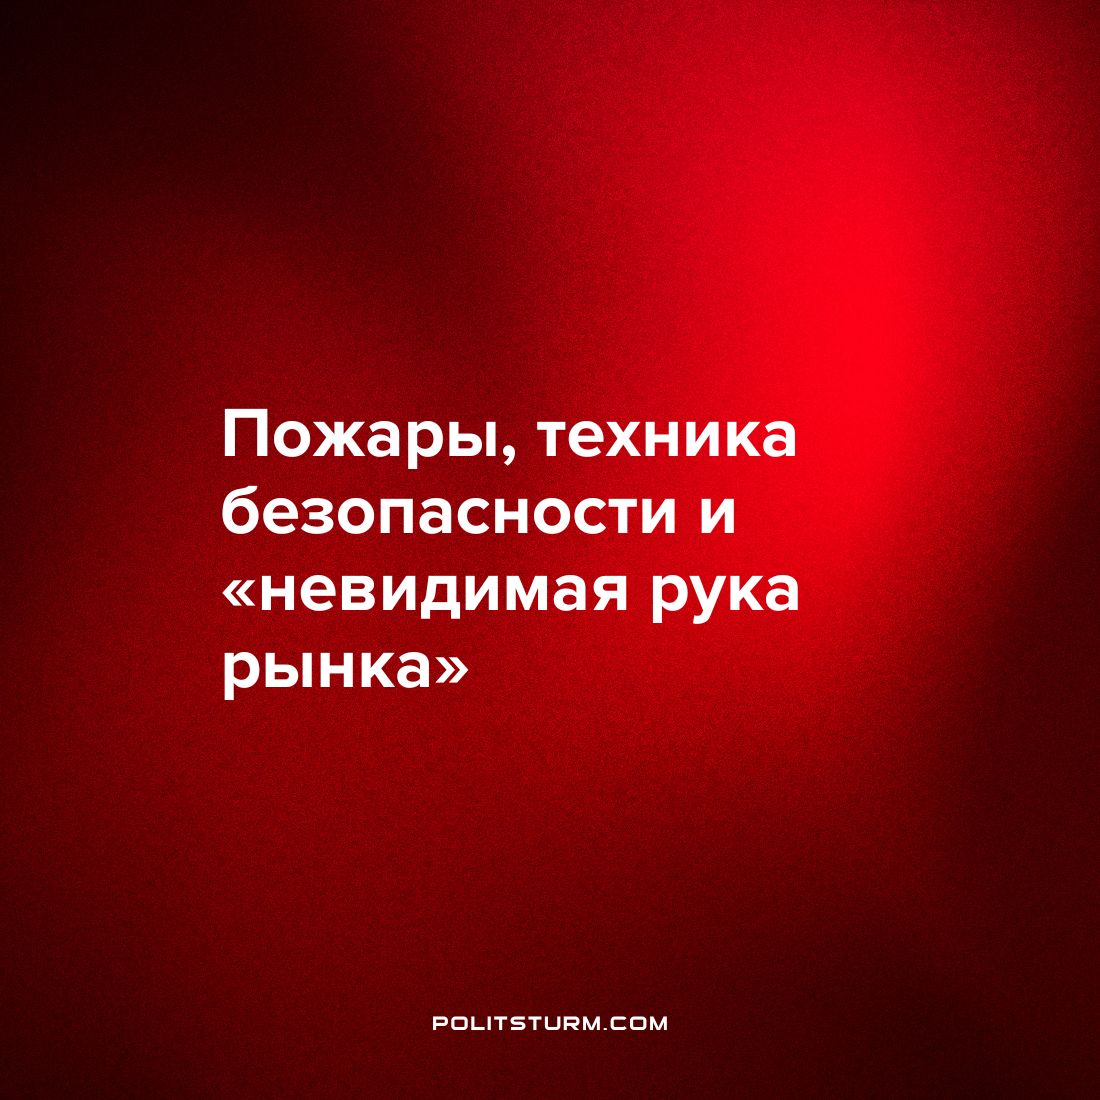 Пожары, техника
безопасности и
«невидимая рука
рынка»
POLITSTURM.COM